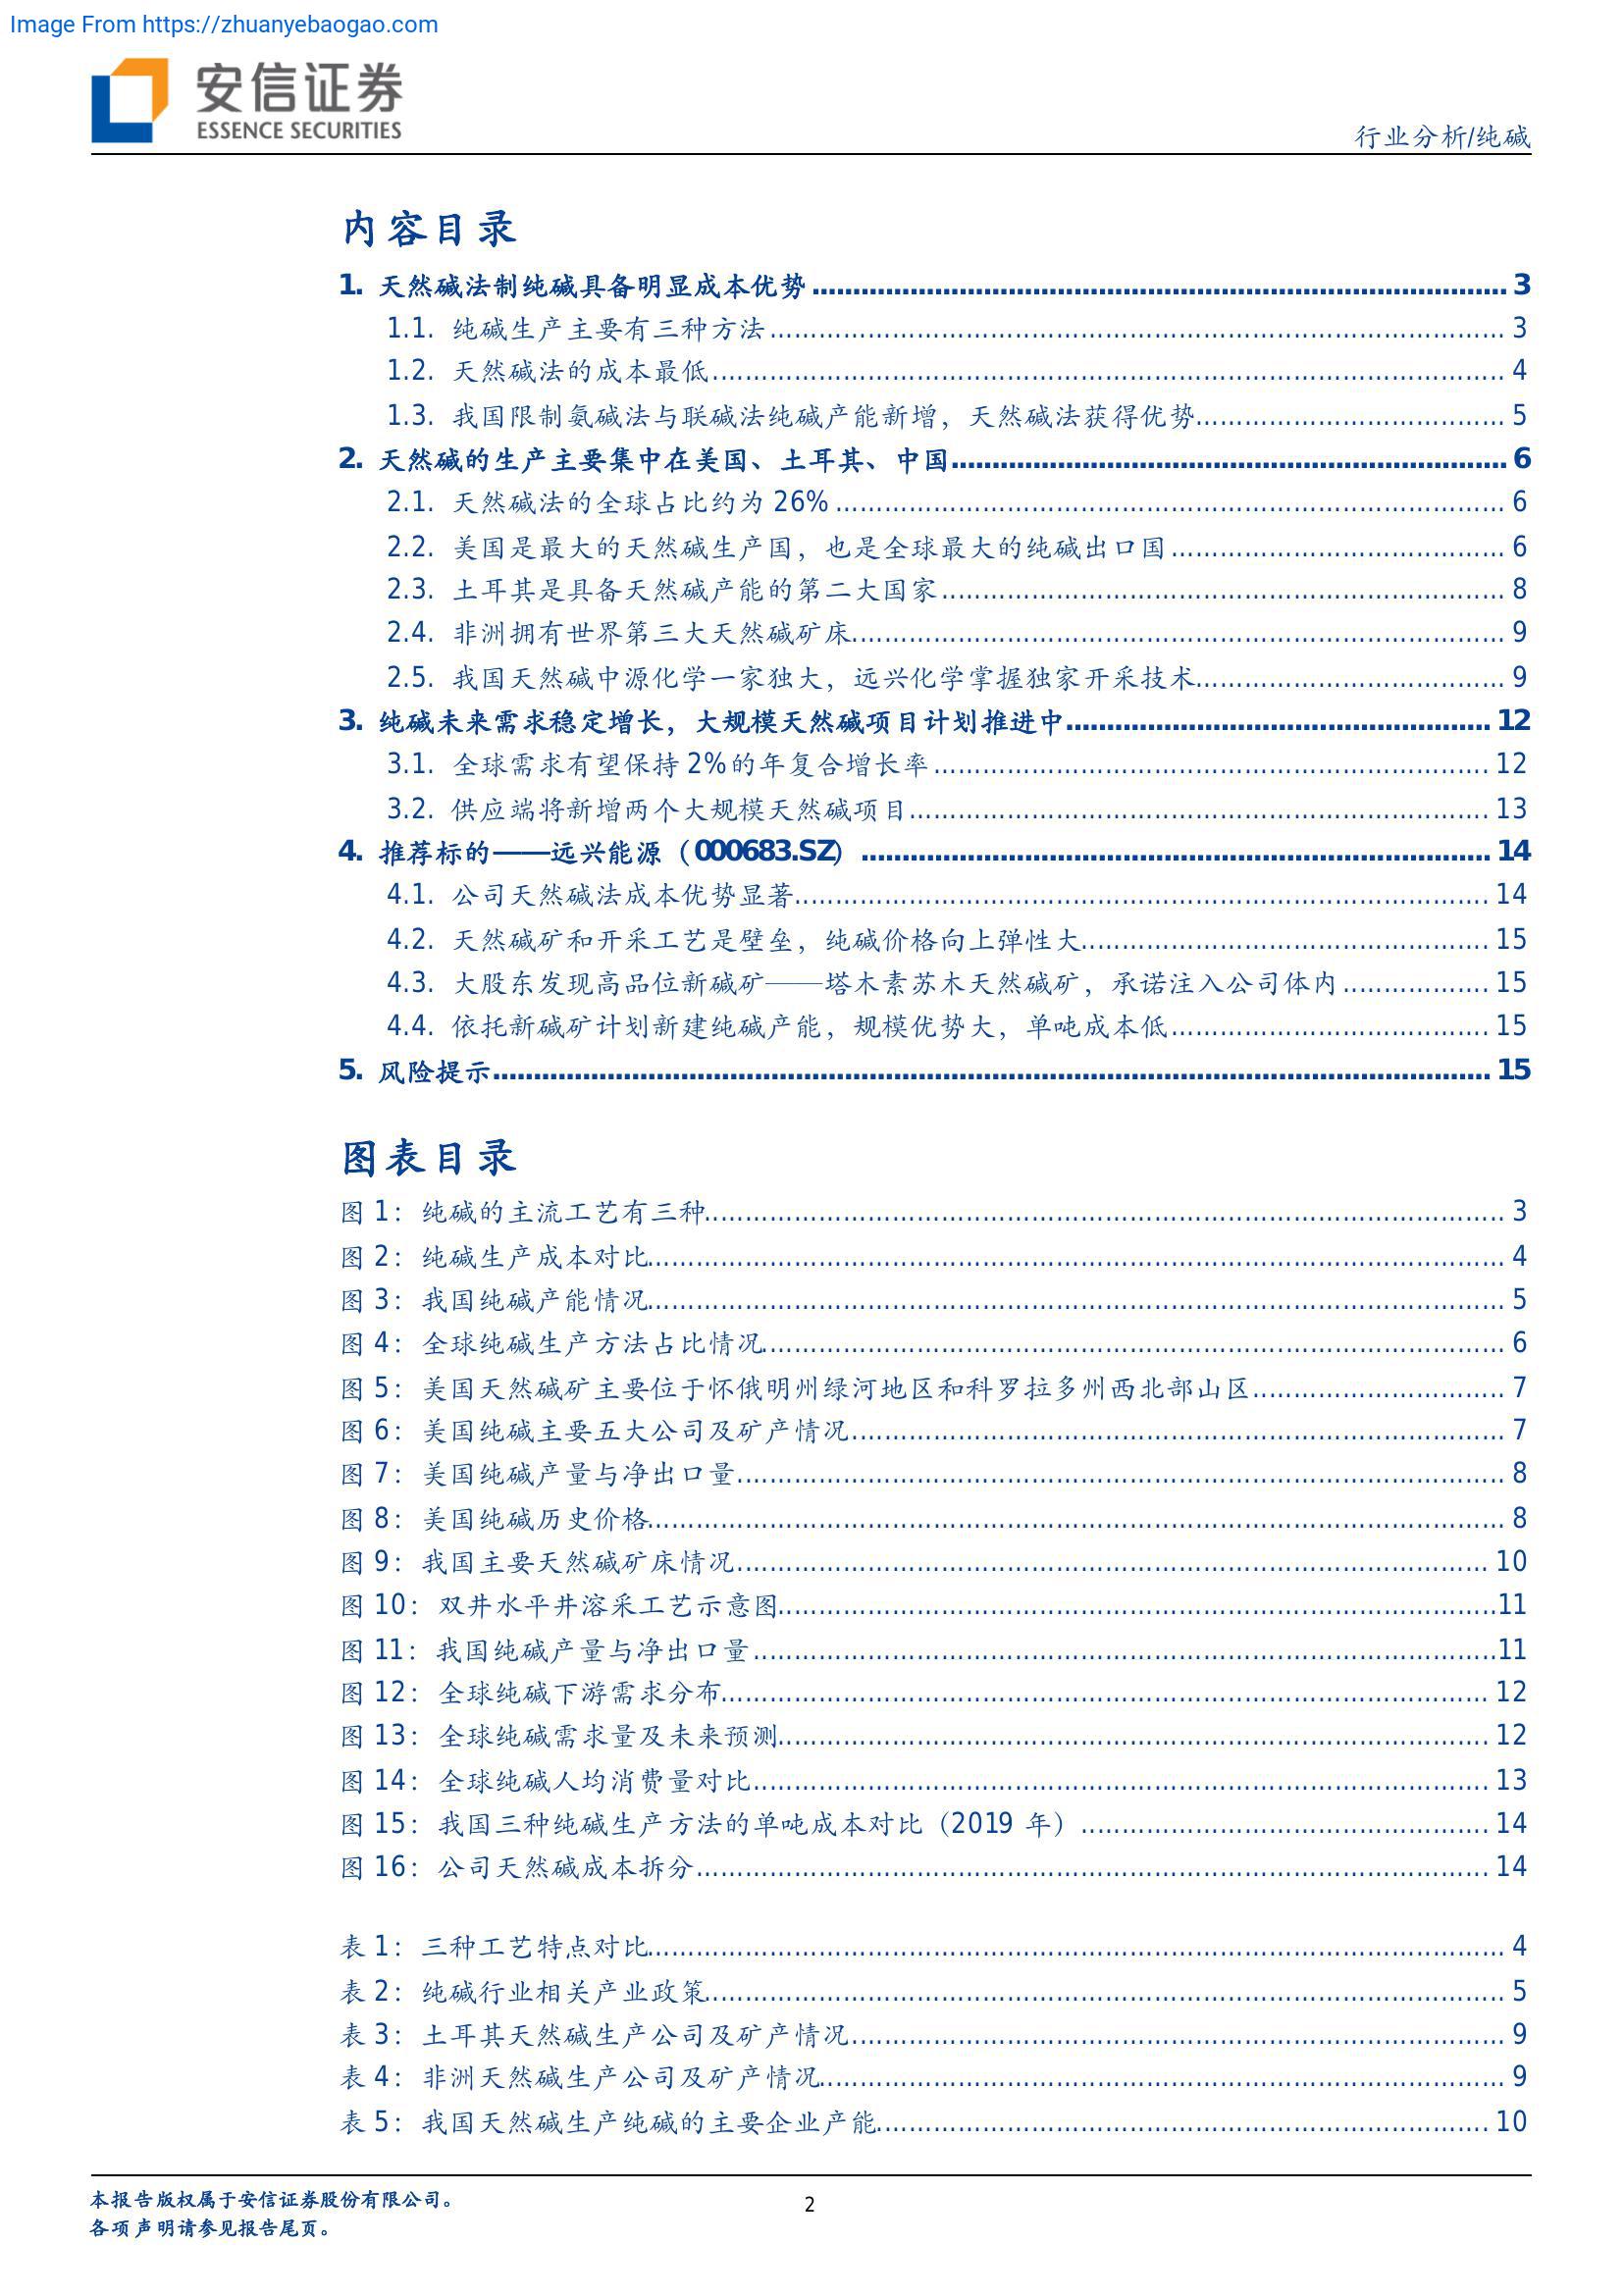 Image From https://zhuanyebaogao.com
安信证券
ESSENCE SECURITIES
行业分析/纯碱
内容目录
1. 天然碱法制纯碱具备明显成本优势 3
1.1. 纯碱生产主要有三种方法 3
1.2. 天然碱法的成本最低 4
1.3. 我国限制氨碱法与联碱法纯碱产能新增，天然碱法获得优势 5
2. 天然碱的生产主要集中在美国、土耳其、中国 6
2.1. 天然碱法的全球占比约为 26% 6
2.2. 美国是最大的天然碱生产国，也是全球最大的纯碱出口国 6
2.3. 土耳其是具备天然碱产能的第二大国家 8
2.4. 非洲拥有世界第三大天然碱矿床 9
2.5. 我国天然碱中源化学一家独大，远兴化学掌握独家开采技术 9
3. 纯碱未来需求稳定增长，大规模天然碱项目计划推进中 12
3.1. 全球需求有望保持 2%的年复合增长率 12
3.2. 供应端将新增两个大规模天然碱项目 13
4. 推荐标的——远兴能源（000683.SZ） 14
4.1. 公司天然碱法成本优势显著 14
4.2. 天然碱矿和开采工艺是壁垒，纯碱价格向上弹性大 15
4.3. 大股东发现高品位新碱矿——塔木素苏木天然碱矿，承诺注入公司体内 15
4.4. 依托新碱矿计划新建纯碱产能，规模优势大，单吨成本低 15
5. 风险提示 15
图表目录
图 1：纯碱的主流工艺有三种 3
图 2：纯碱生产成本对比 4
图 3：我国纯碱产能情况 5
图 4：全球纯碱生产方法占比情况 6
图 5：美国天然碱矿主要位于怀俄明州绿河地区和科罗拉多州西北部山区 7
图 6：美国纯碱主要五大公司及矿产情况 7
图 7：美国纯碱产量与净出口量 8
图 8：美国纯碱历史价格 8
图 9：我国主要天然碱矿床情况 10
图 10：双井水平井溶采工艺示意图 11
图 11：我国纯碱产量与净出口量 11
图 12：全球纯碱下游需求分布 12
图 13：全球纯碱需求量及未来预测 12
图 14：全球纯碱人均消费量对比 13
图 15：我国三种纯碱生产方法的单吨成本对比（2019 年） 14
图 16：公司天然碱成本拆分 14
表 1：三种工艺特点对比 4
表 2：纯碱行业相关产业政策 5
表 3：土耳其天然碱生产公司及矿产情况 9
表 4：非洲天然碱生产公司及矿产情况 9
表 5：我国天然碱生产纯碱的主要企业产能 10
本报告版权属于安信证券股份有限公司。
各项声明请参见报告尾页。
2